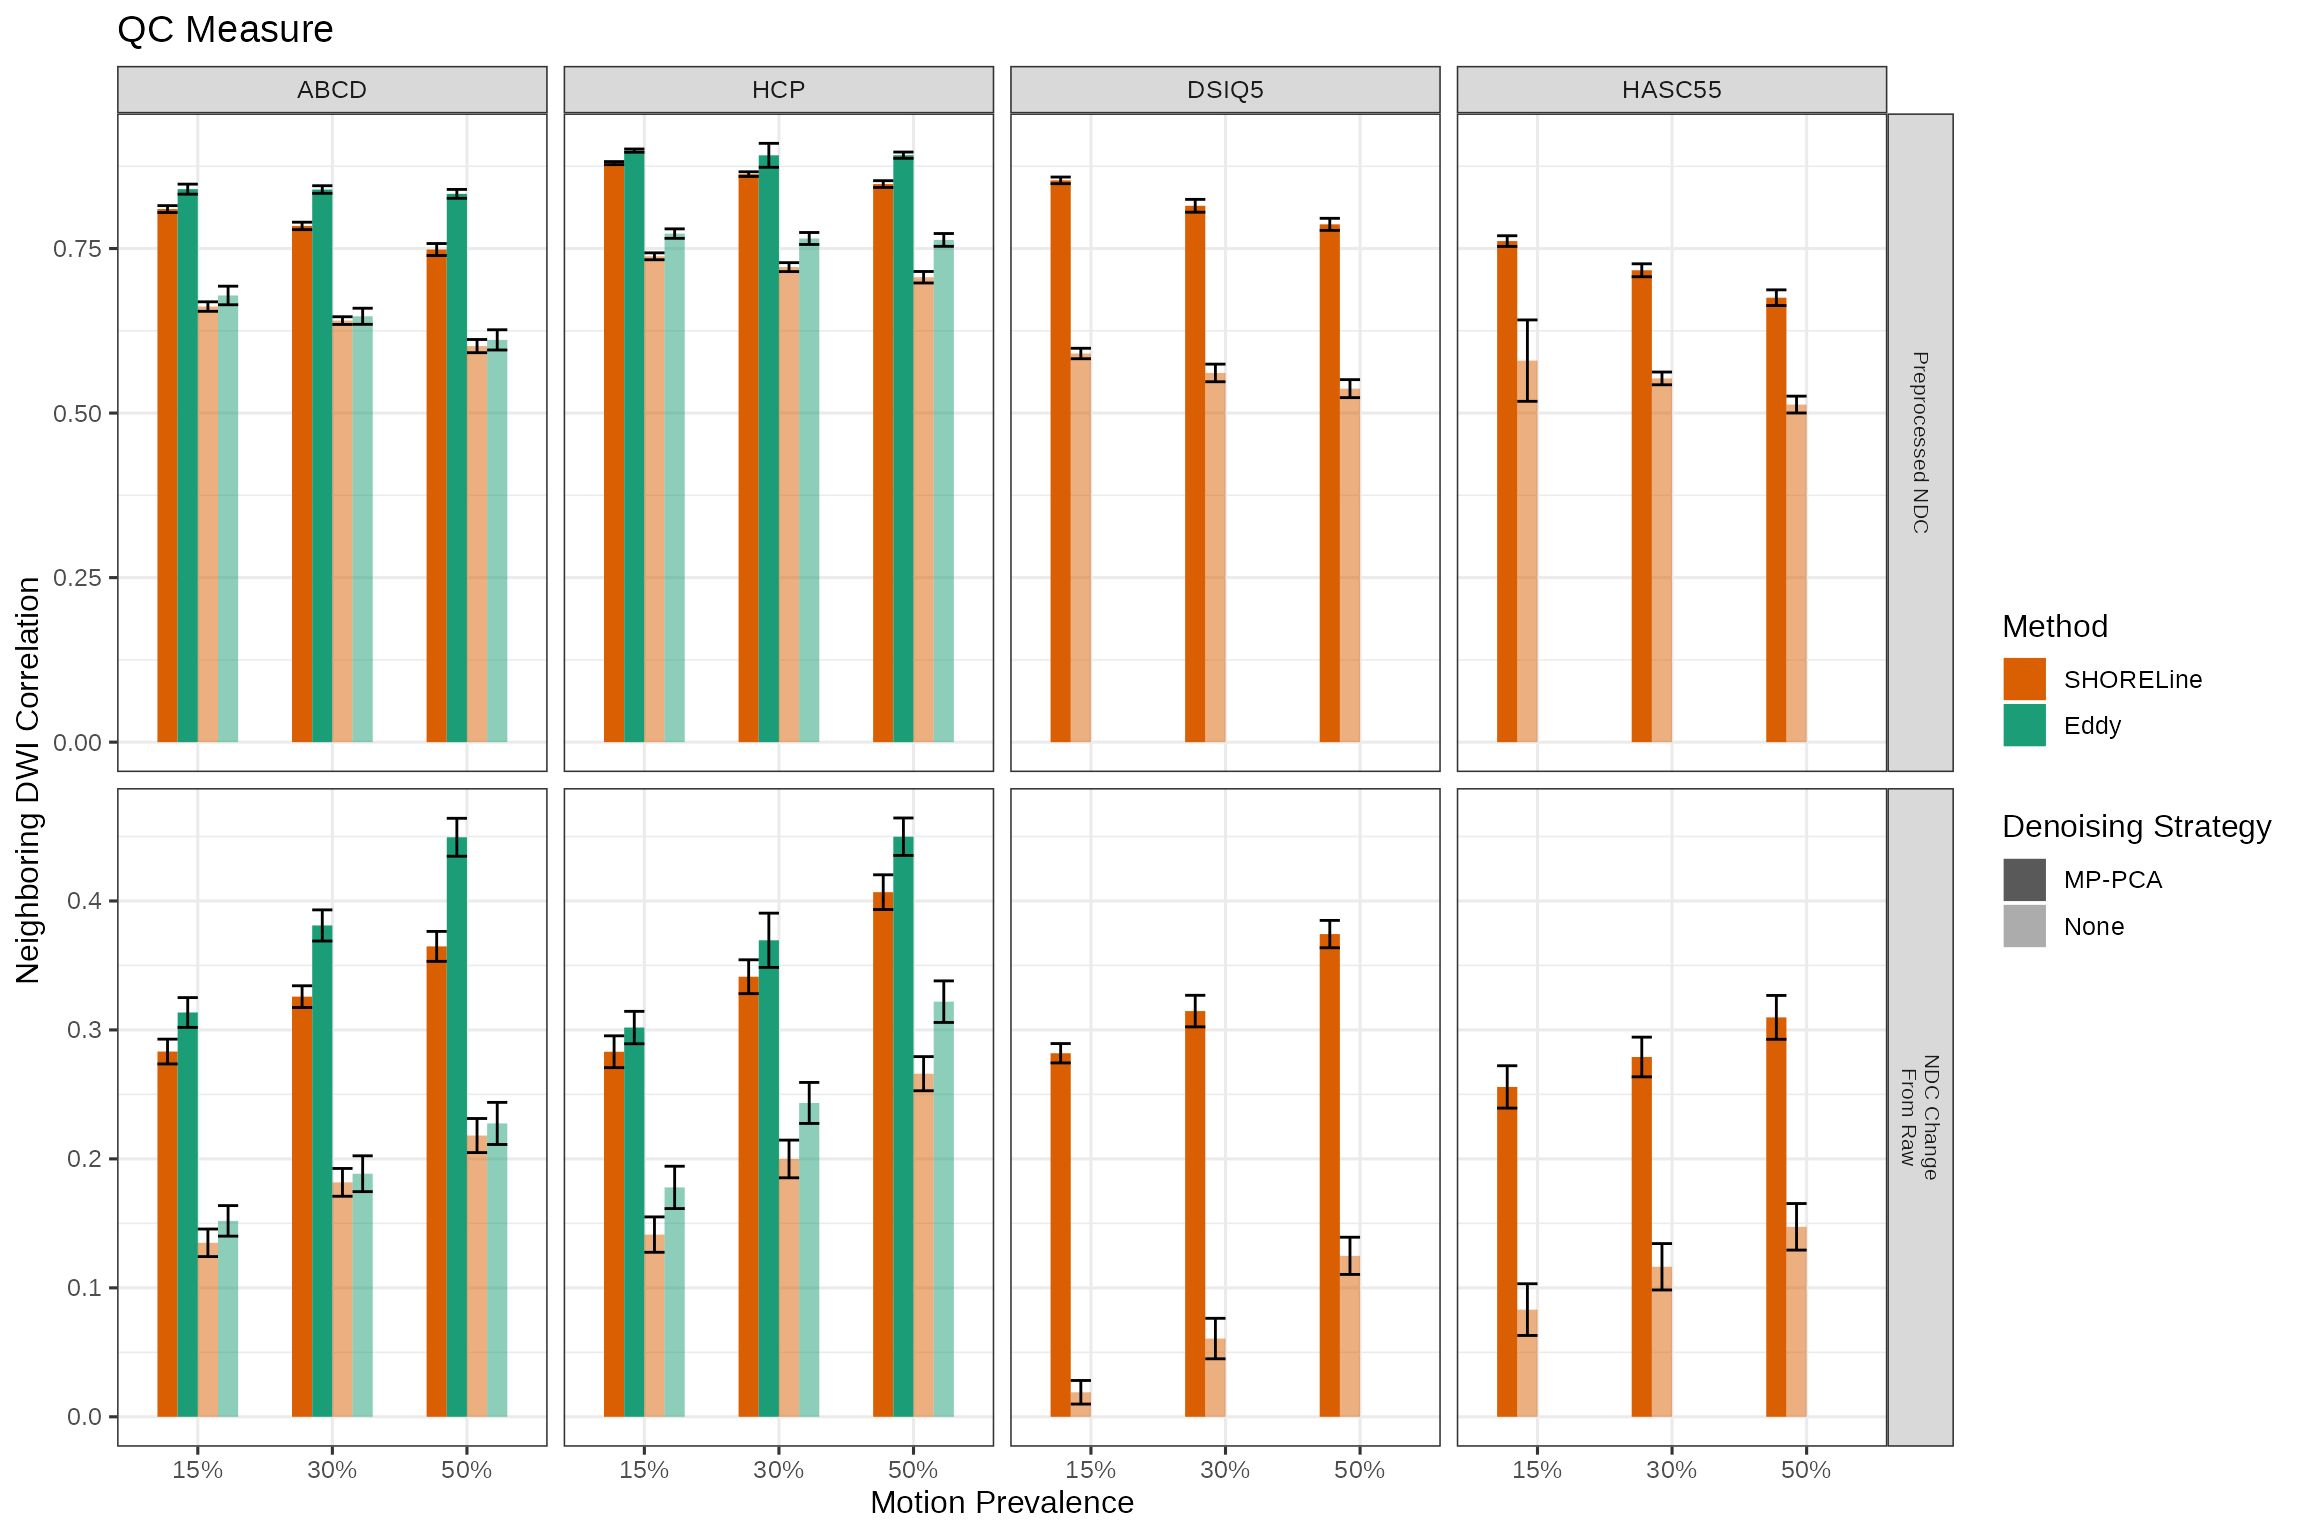 QC Measure
ABCD
HCP
DSIQ5
HASC55
Neighboring DWI Correlation
0.75
0.50
0.25
0.00
Preprocessed NDC
0.4
0.3
0.2
0.1
0.0
NDC Change
From Raw
15%
30%
50%
15%
30%
50%
15%
30%
50%
15%
30%
50%
Motion Prevalence
Method
SHORELine
Eddy
Denoising Strategy
MP-PCA
None